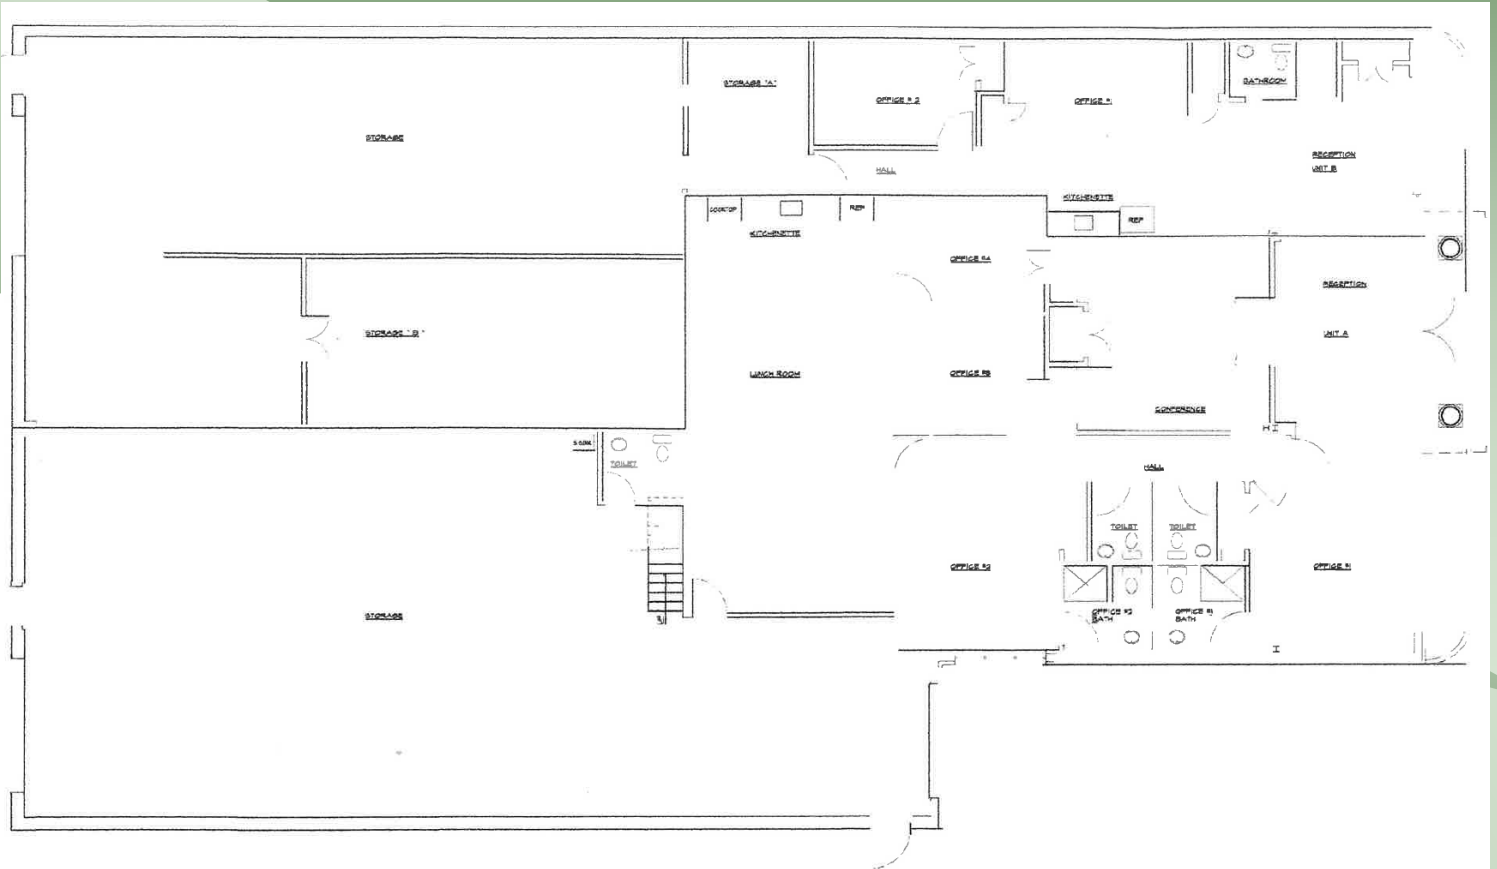 STORAGE "A"
OFFICE # 2
OFFICE #1
BATHROOM
STORAGE
HALL
RECEPTION
UNIT B
KITCHENETTE
REF
COOKTOP
REF
KITCHENETTE
OFFICE #4
RECEPTION
UNIT A
STORAGE "B"
LUNCH ROOM
OFFICE #3
CONFERENCE
TOILET
HALL
TOILET
TOILET
OFFICE #2
OFFICE #1
STORAGE
OFFICE #2
BATH
OFFICE #1
BATH